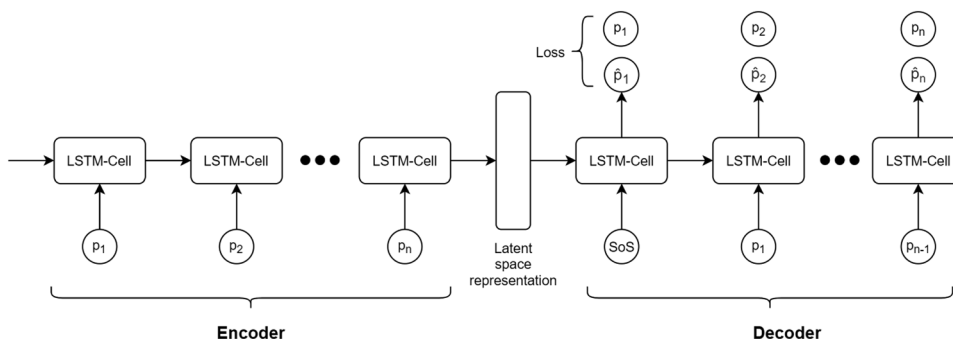 p₁ p₂ pₙ
Loss
p̂₁ p̂₂ p̂ₙ
LSTM-Cell LSTM-Cell LSTM-Cell LSTM-Cell LSTM-Cell LSTM-Cell
p₁ p₂ pₙ SoS p₁ pₙ₋₁
Latent
space
representation
Encoder Decoder